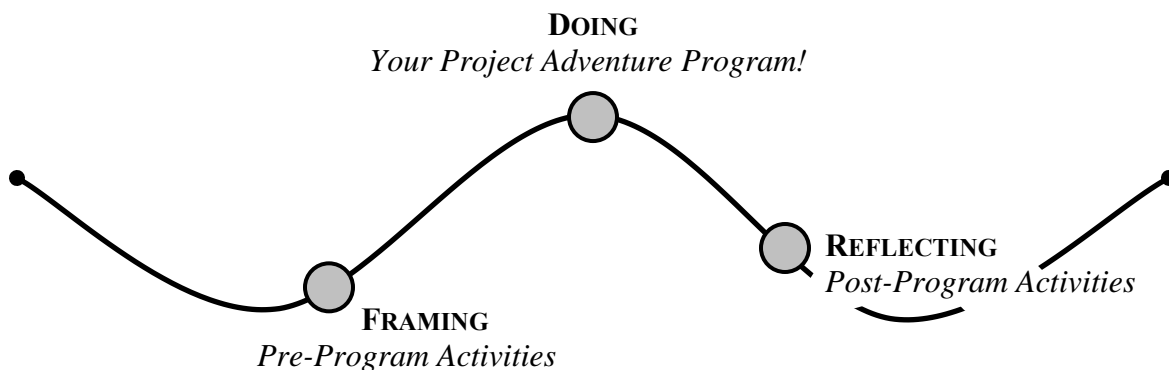 DOING
Your Project Adventure Program!
REFLECTING
Post-Program Activities
FRAMING
Pre-Program Activities